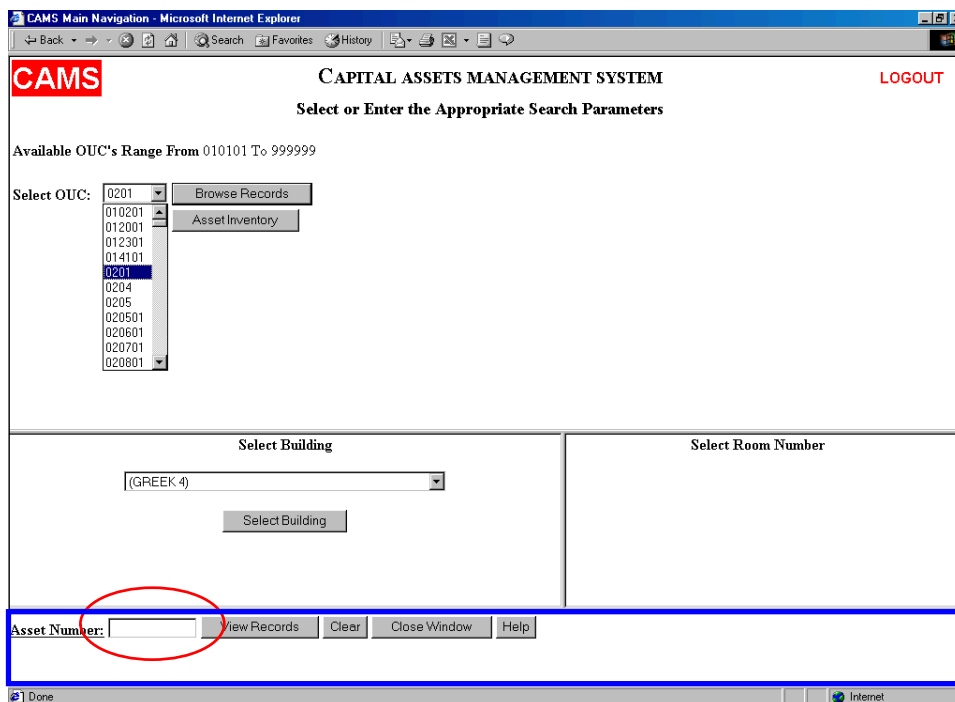 CAMS Main Navigation - Microsoft Internet Explorer
Back Search Favorites History
CAMS CAPITAL ASSETS MANAGEMENT SYSTEM LOGOUT
Select or Enter the Appropriate Search Parameters
Available OUC's Range From 010101 To 999999
Select OUC: 0201 Browse Records
Asset Inventory
010201
012001
012301
014101
0201
0204
0205
020501
020601
020701
020801
Select Building
(GREEK 4)
Select Building
Select Room Number
Asset Number: View Records Clear Close Window Help
Done Internet